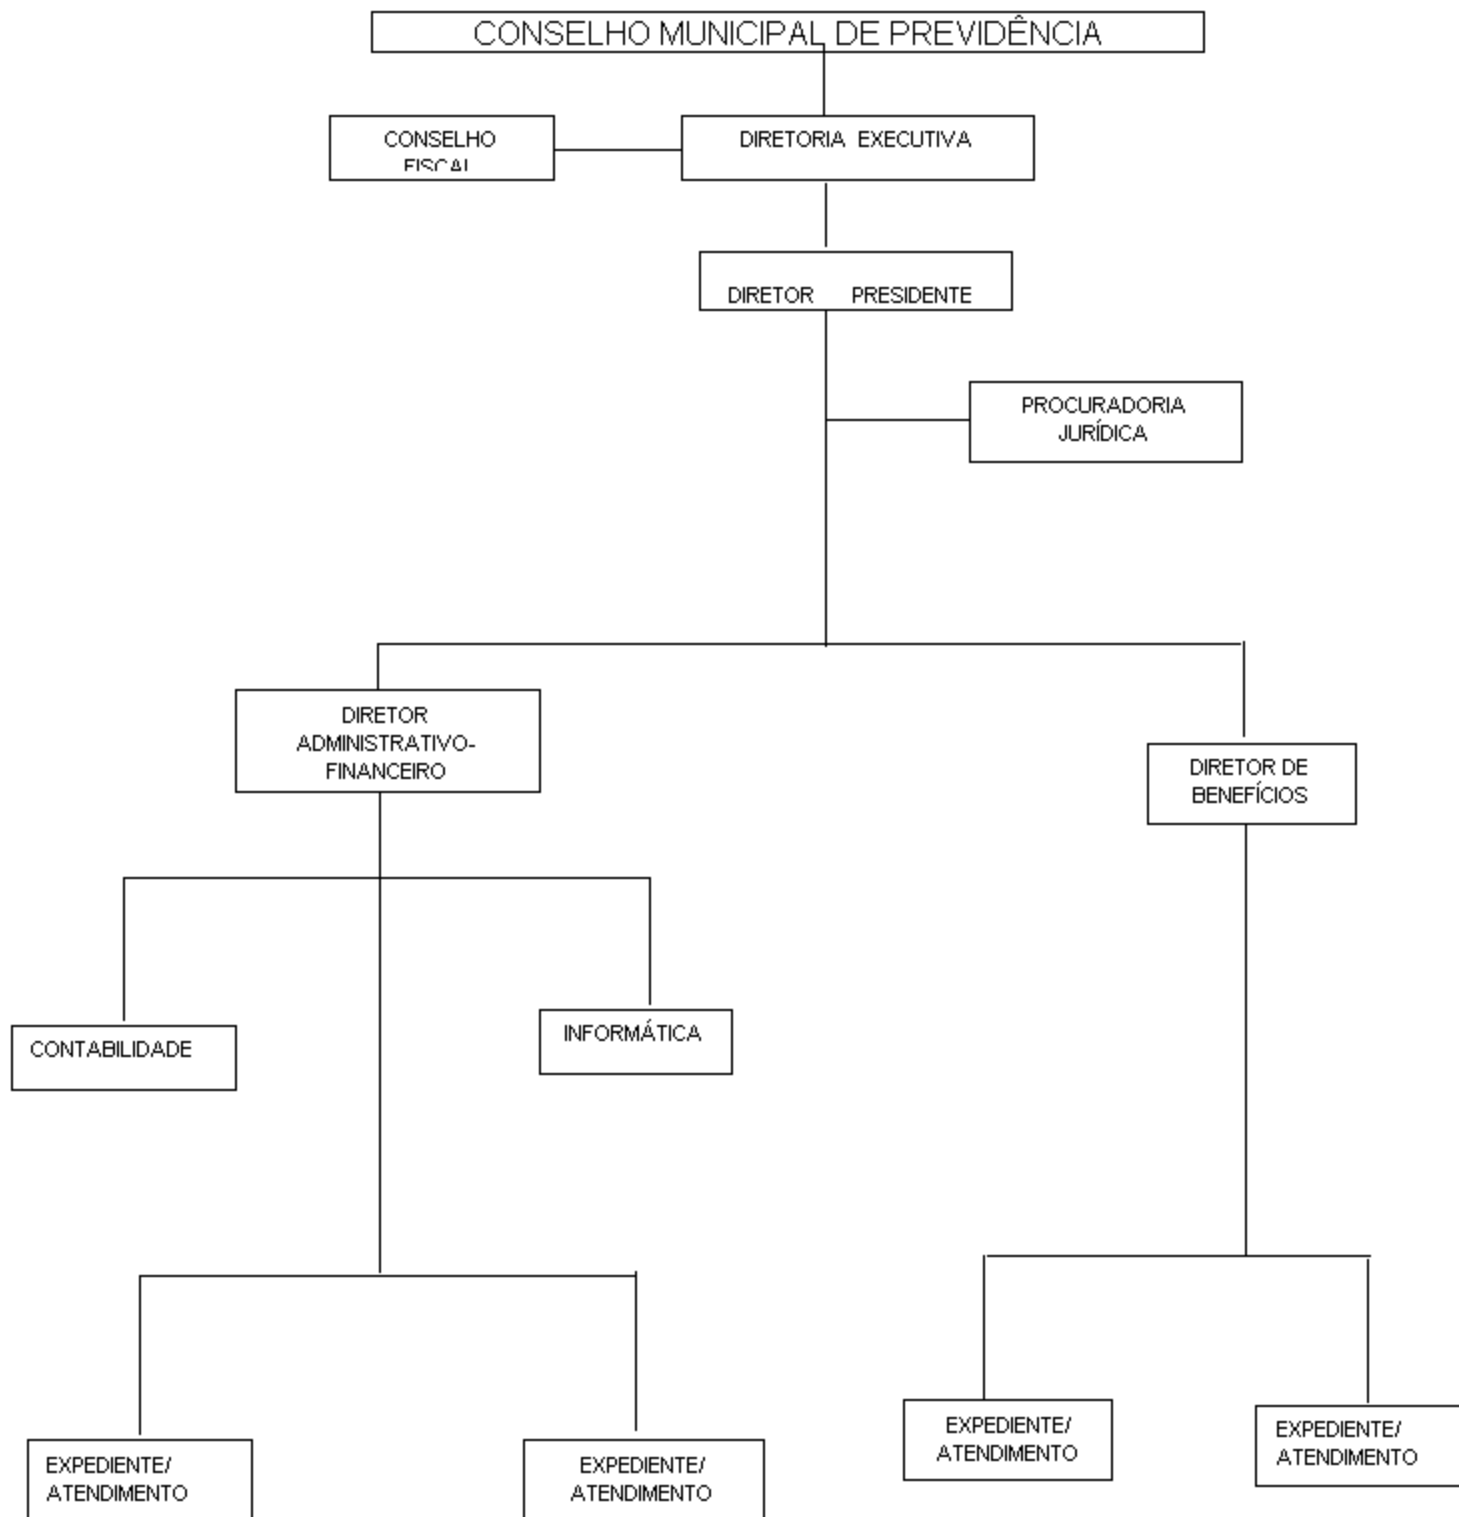 CONSELHO MUNICIPAL DE PREVIDÊNCIA
CONSELHO
FISCAL
DIRETORIA EXECUTIVA
DIRETOR PRESIDENTE
PROCURADORIA
JURÍDICA
DIRETOR
ADMINISTRATIVO-
FINANCEIRO
DIRETOR DE
BENEFÍCIOS
CONTABILIDADE
INFORMÁTICA
EXPEDIENTE/
ATENDIMENTO
EXPEDIENTE/
ATENDIMENTO
EXPEDIENTE/
ATENDIMENTO
EXPEDIENTE/
ATENDIMENTO